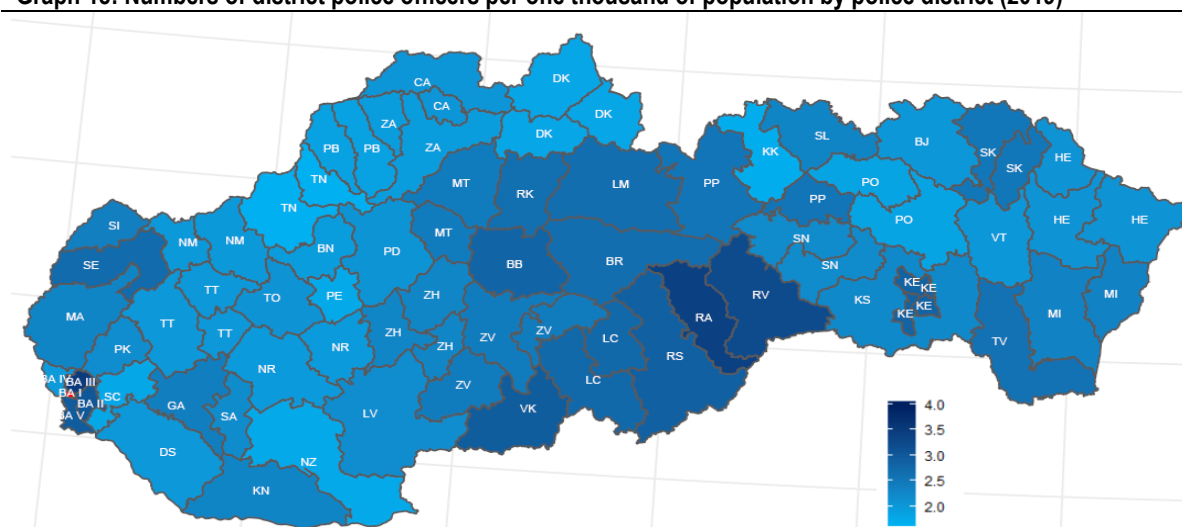 Graph 10: Numbers of district police officers per one thousand of population by police district (2019)
CA
DK
CA
DK
ZA
DK
PB
PB
ZA
SL
BJ
SK
HE
KK
SK
TN
MT
RK
LM
PP
PO
TN
PP
HE
HE
SI
NM
NM
BN
PD
MT
SN
PO
VT
SE
BB
BR
SN
TT
TO
PE
ZH
RV
KE
KE
MI
MA
TT
TT
ZH
ZV
ZV
RA
KS
KE
KE
MI
PK
NR
ZH
LC
RS
TV
BA IV
BA III
BA I
SC
NR
ZV
LC
BA II
GA
SA
LV
VK
BA V
4.0
3.5
DS
NZ
3.0
KN
2.5
2.0